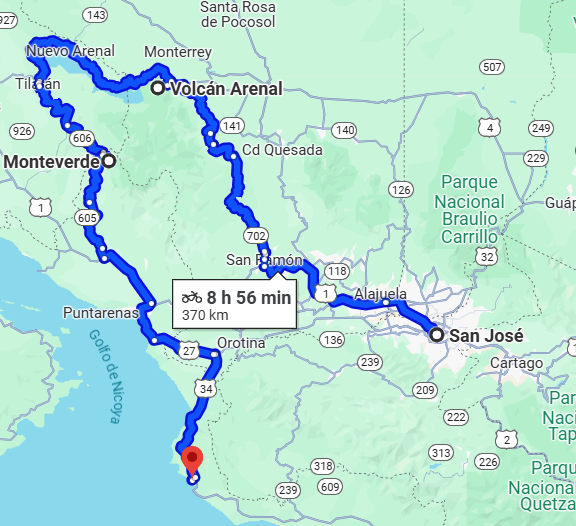 927
143
Santa Rosa
de Pocosol
Nuevo Arenal
Monterrey
507
Tilarán
Volcán Arenal
4
249
926
606
141
140
Cd Quesada
229
Monteverde
126
Parque
Nacional
Braulio
Carrillo
1
605
Guáp
702
32
San Ramón
118
8 h 56 min
370 km
1
Alajuela
Puntarenas
San José
Golfo de Nicoya
27
Orotina
136
239
Cartago
34
209
Par
Nacional
Tap
222
2
313
226
318
609
239
Parqu
Naciona
Quetza